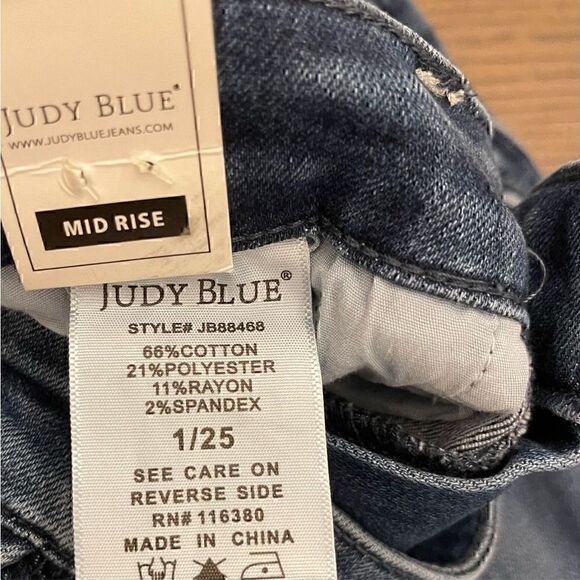 JUDY BLUE®
WWW.JUDYBLUEJEANS.COM
MID RISE
JUDY BLUE®
STYLE# JB88468
66%COTTON
21%POLYESTER
11%RAYON
2%SPANDEX
1/25
SEE CARE ON
REVERSE SIDE
RN# 116380
MADE IN CHINA